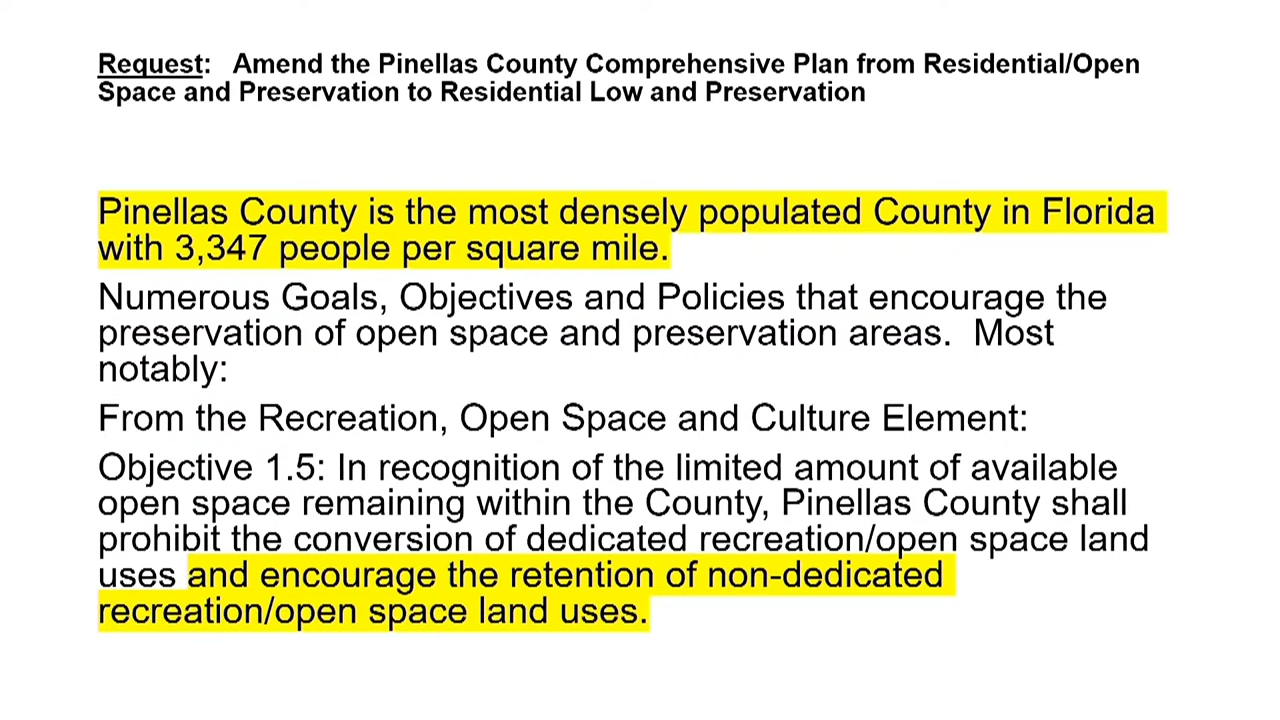 Request: Amend the Pinellas County Comprehensive Plan from Residential/Open
Space and Preservation to Residential Low and Preservation
Pinellas County is the most densely populated County in Florida
with 3,347 people per square mile.
Numerous Goals, Objectives and Policies that encourage the
preservation of open space and preservation areas. Most
notably:
From the Recreation, Open Space and Culture Element:
Objective 1.5: In recognition of the limited amount of available
open space remaining within the County, Pinellas County shall
prohibit the conversion of dedicated recreation/open space land
uses and encourage the retention of non-dedicated
recreation/open space land uses.